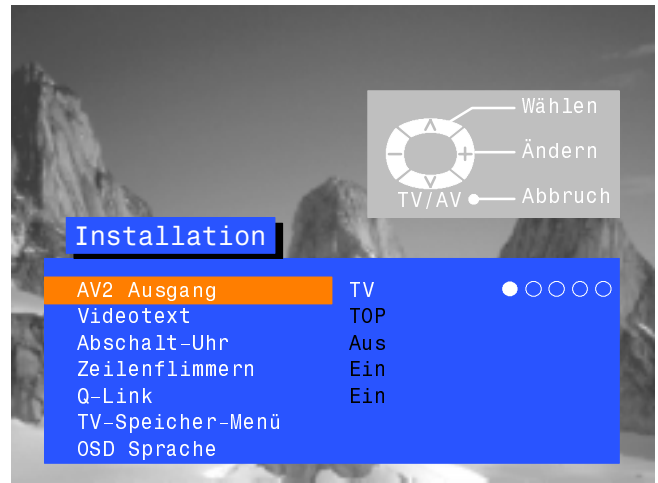 Wählen
Ändern
TV/AV Abbruch
Installation
AV2 Ausgang TV
Videotext TOP
Abschalt-Uhr Aus
Zeilenflimmern Ein
Q-Link Ein
TV-Speicher-Menü
OSD Sprache